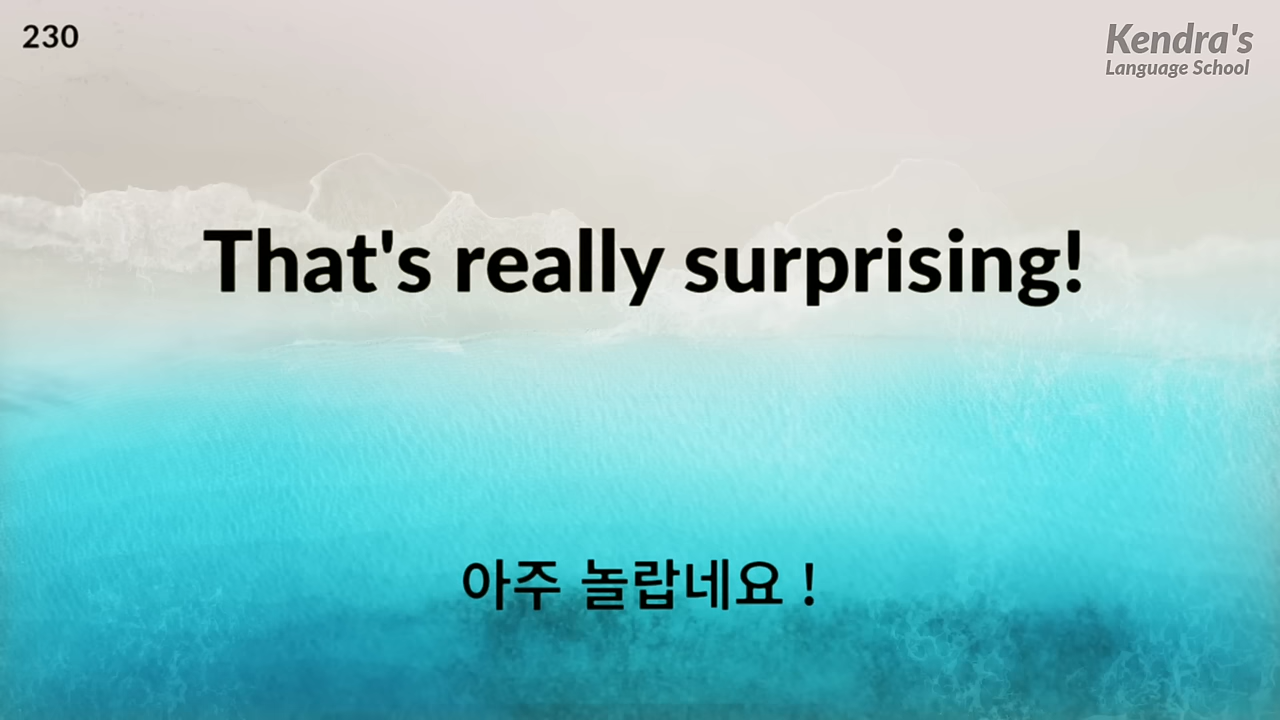 230
Kendra's
Language School
That's really surprising!
아주 놀랍네요 !